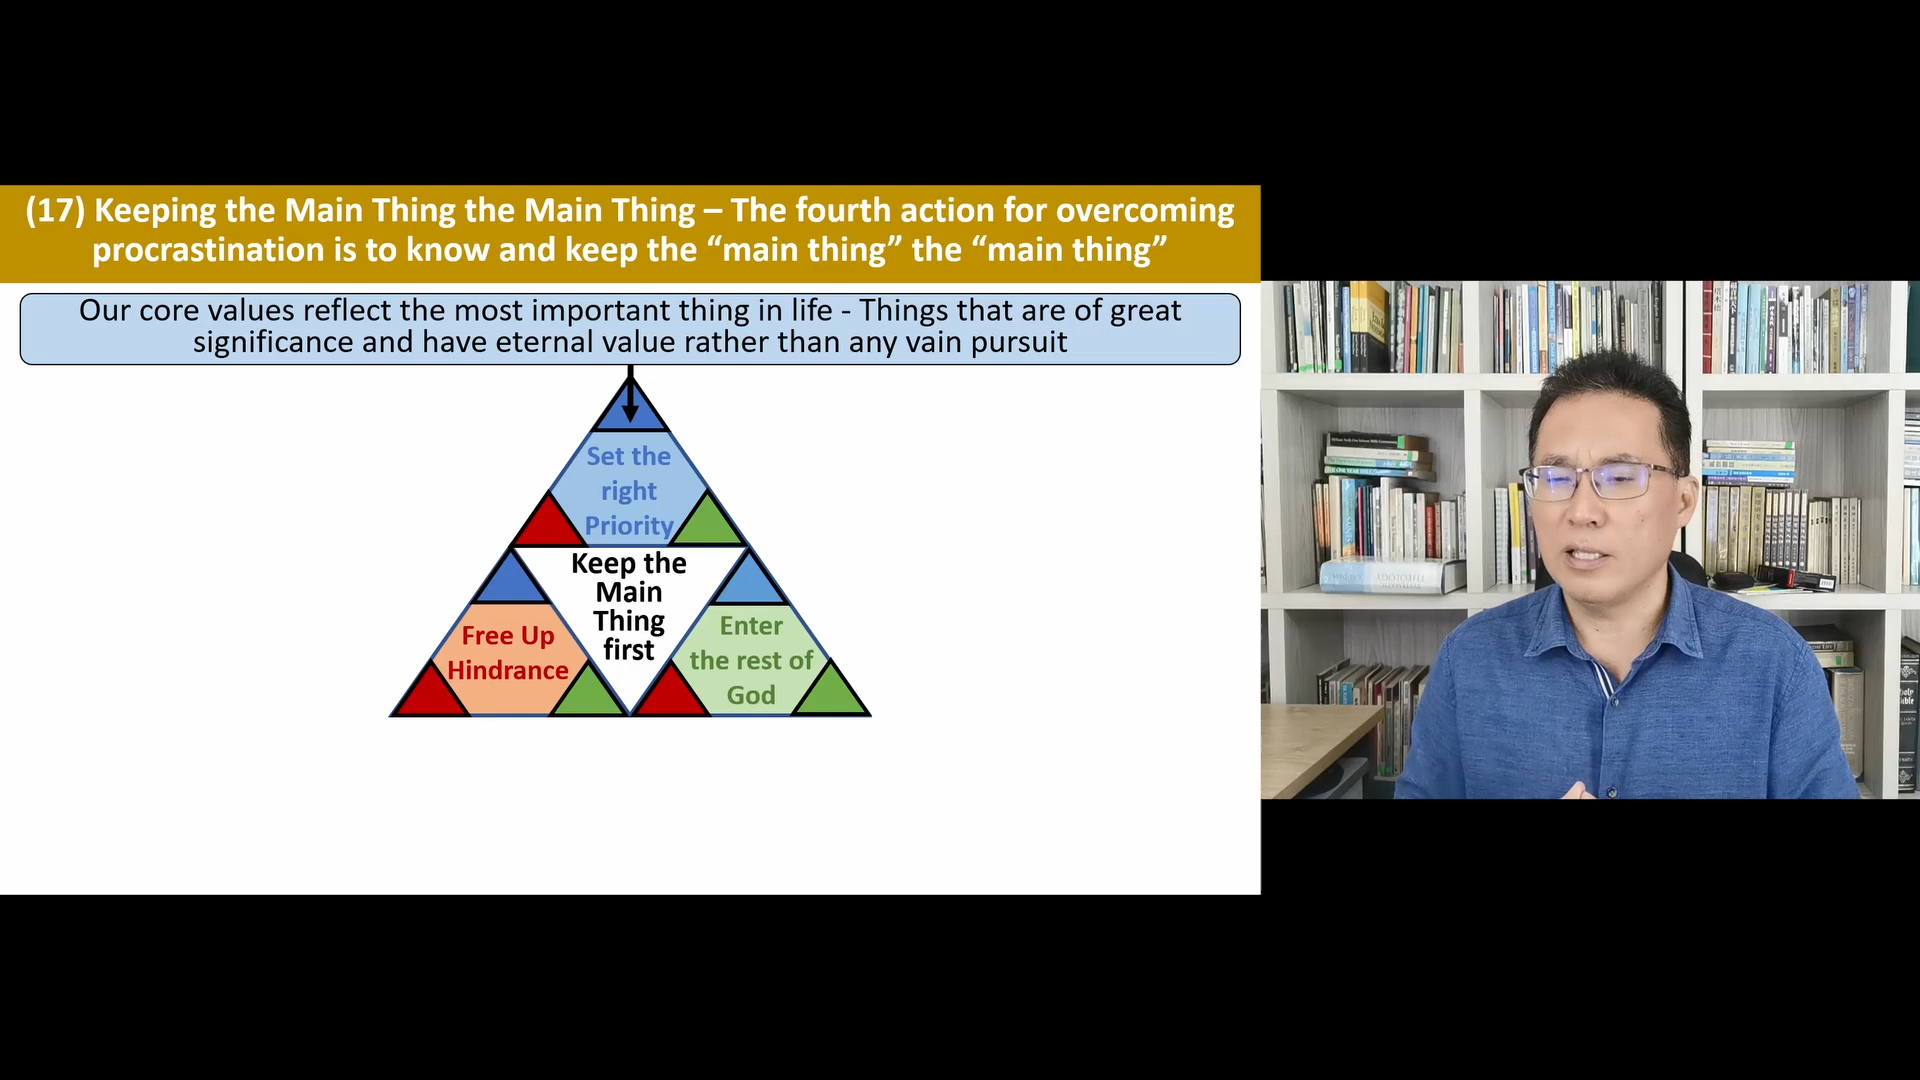 (17) Keeping the Main Thing the Main Thing – The fourth action for overcoming
procrastination is to know and keep the “main thing” the “main thing”
Our core values reflect the most important thing in life - Things that are of great
significance and have eternal value rather than any vain pursuit
Set the
right
Priority
Keep the
Main
Thing
first
Free Up
Hindrance
Enter
the rest of
God
THEOLOGY